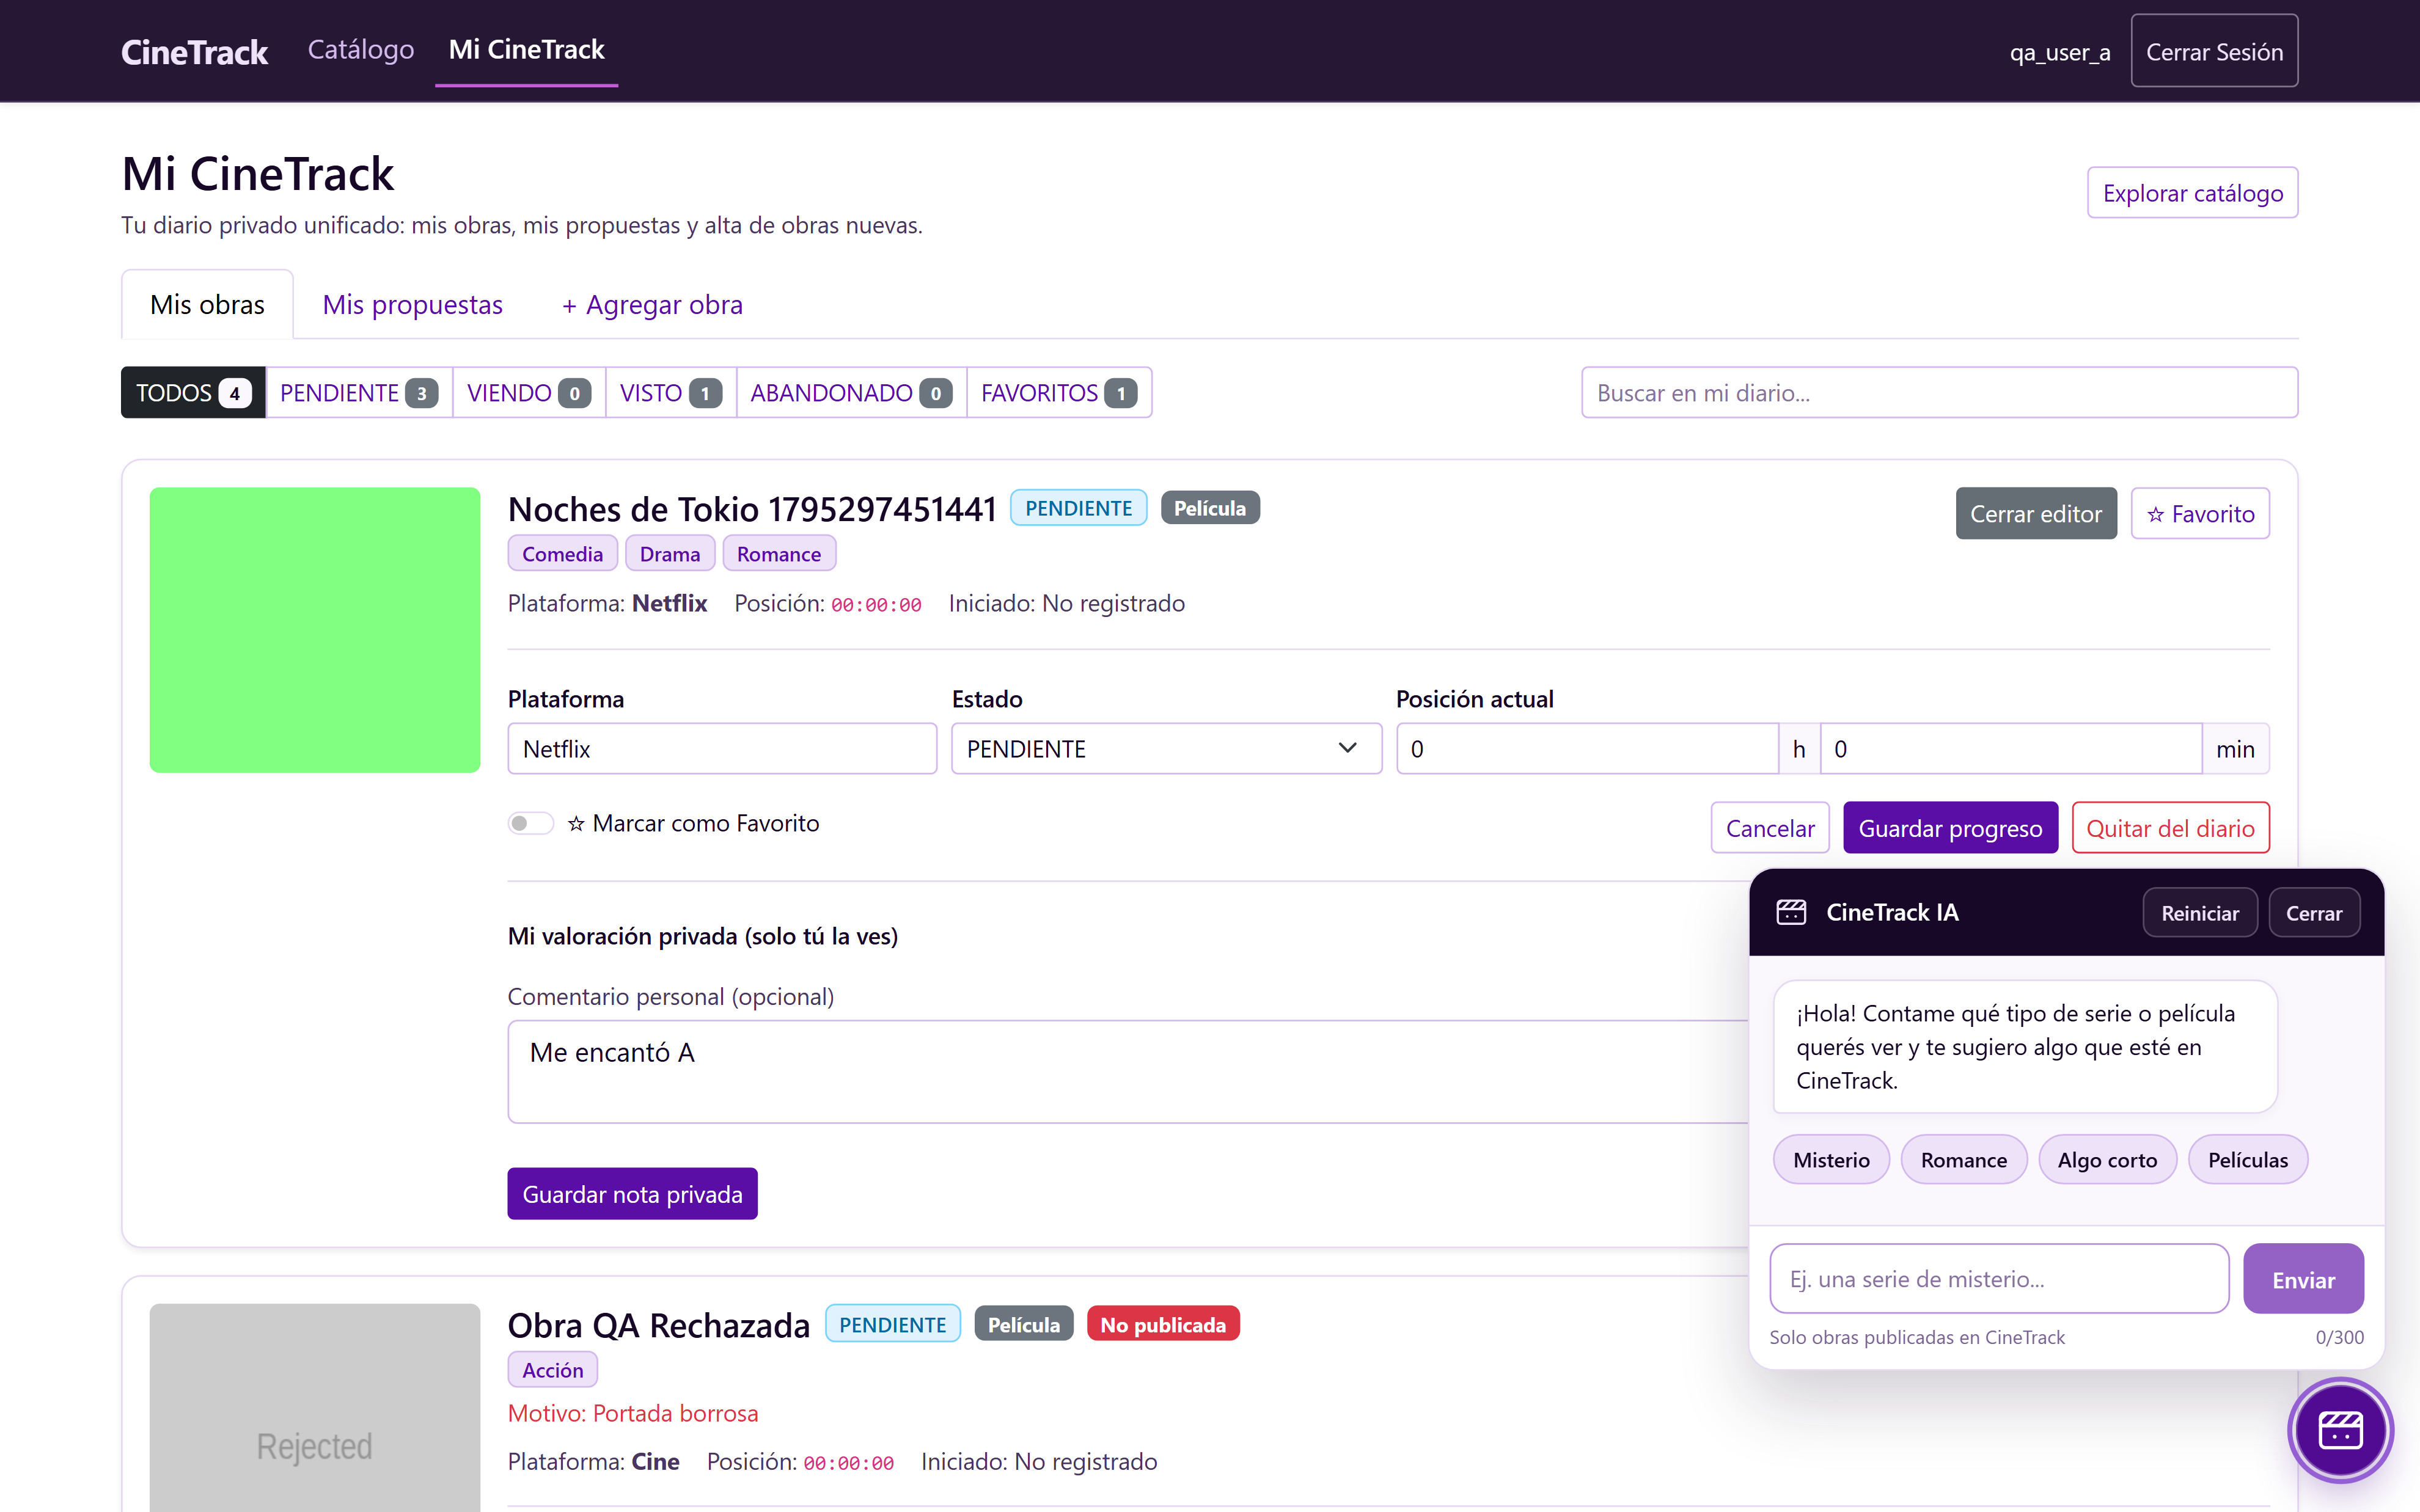 CineTrack Catálogo Mi CineTrack qa_user_a Cerrar Sesión
Mi CineTrack
Explorar catálogo
Tu diario privado unificado: mis obras, mis propuestas y alta de obras nuevas.
Mis obras Mis propuestas + Agregar obra
TODOS 4 PENDIENTE 3 VIENDO 0 VISTO 1 ABANDONADO 0 FAVORITOS 1 Buscar en mi diario...
Noches de Tokio 1795297451441 PENDIENTE Película Cerrar editor ☆ Favorito
Comedia Drama Romance
Plataforma: Netflix Posición: 00:00:00 Iniciado: No registrado
Plataforma Estado Posición actual
Netflix PENDIENTE 0 h 0 min
☆ Marcar como Favorito Cancelar Guardar progreso Quitar del diario
Mi valoración privada (solo tú la ves)
Comentario personal (opcional)
Me encantó A
Guardar nota privada
Obra QA Rechazada PENDIENTE Película No publicada
Acción
Motivo: Portada borrosa
Rejected
Plataforma: Cine Posición: 00:00:00 Iniciado: No registrado
CineTrack IA Reiniciar Cerrar
¡Hola! Contame qué tipo de serie o película
querés ver y te sugiero algo que esté en
CineTrack.
Misterio Romance Algo corto Películas
Ej. una serie de misterio... Enviar
Solo obras publicadas en CineTrack 0/300